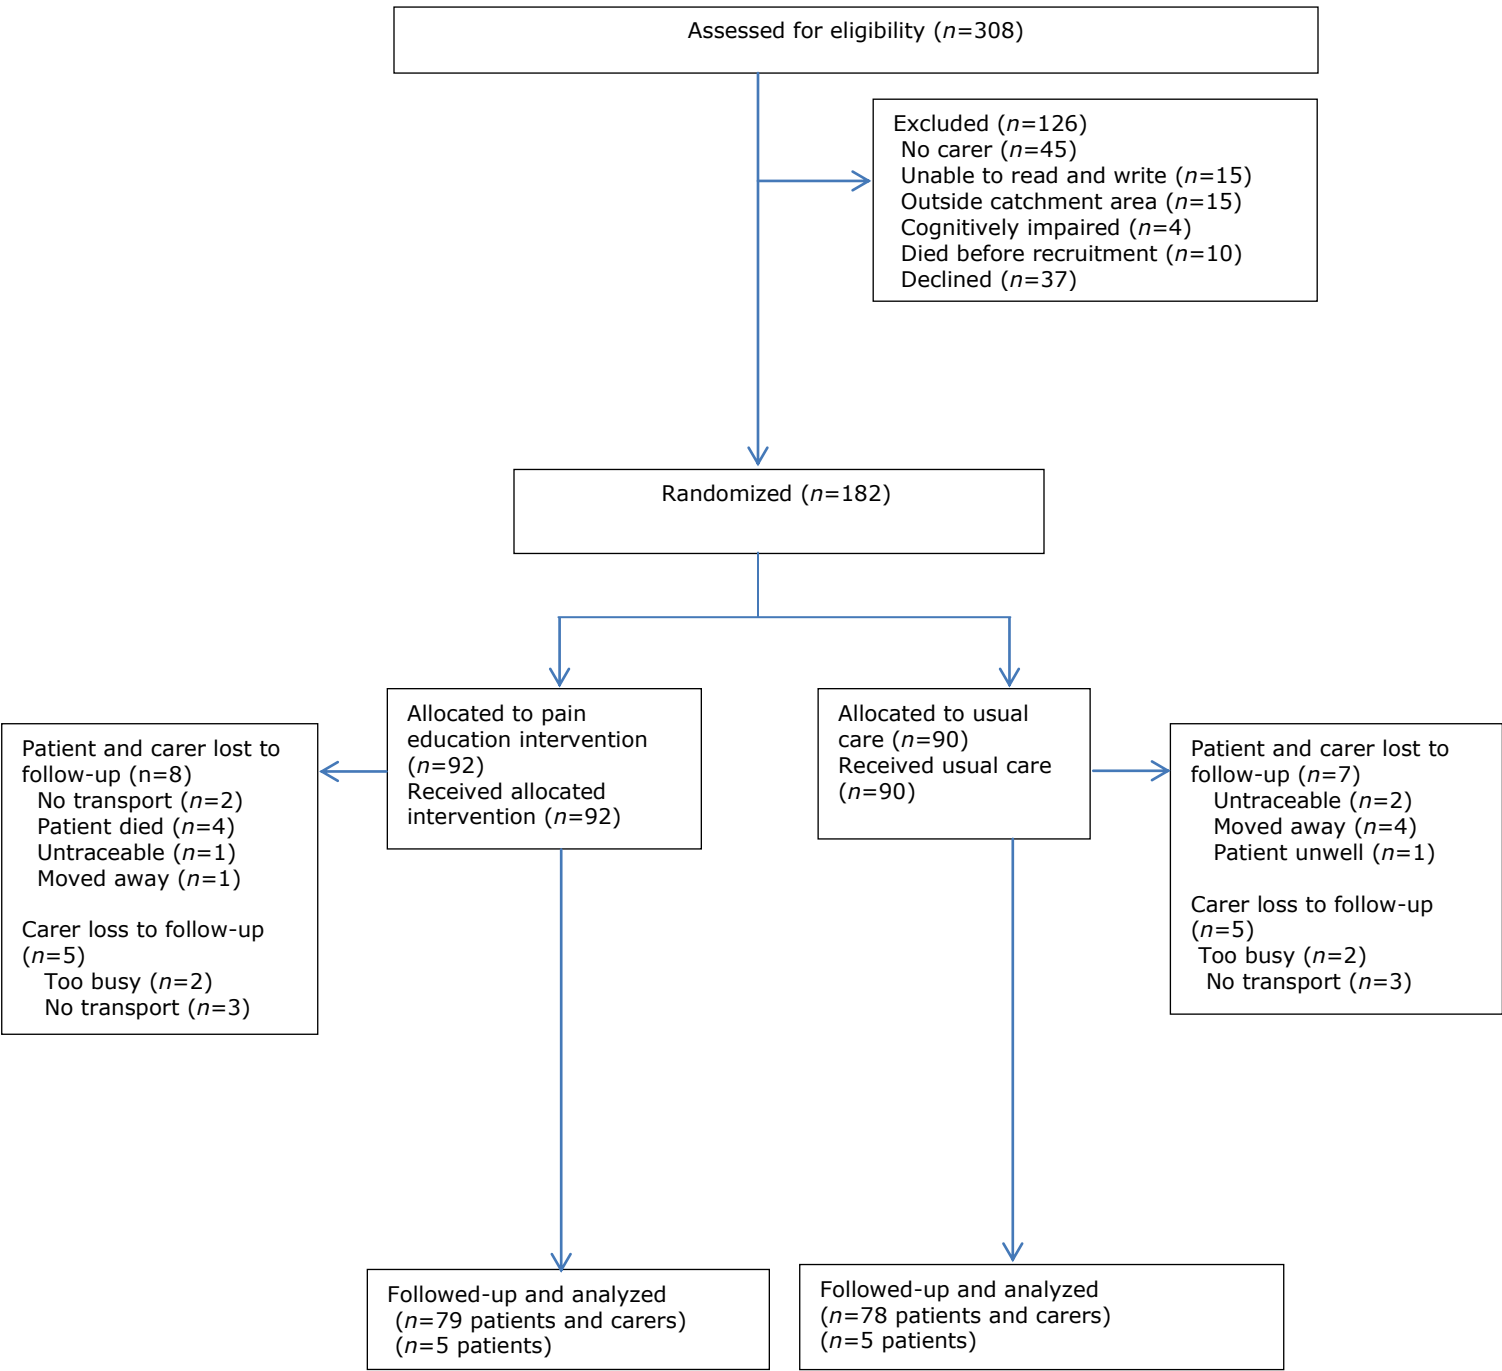 Assessed for eligibility (n=308)
Excluded (n=126)
No carer (n=45)
Unable to read and write (n=15)
Outside catchment area (n=15)
Cognitively impaired (n=4)
Died before recruitment (n=10)
Declined (n=37)
Randomized (n=182)
Allocated to pain
education intervention
(n=92)
Received allocated
intervention (n=92)
Allocated to usual
care (n=90)
Received usual care
(n=90)
Patient and carer lost to
follow-up (n=8)
No transport (n=2)
Patient died (n=4)
Untraceable (n=1)
Moved away (n=1)
Carer loss to follow-up
(n=5)
Too busy (n=2)
No transport (n=3)
Patient and carer lost to
follow-up (n=7)
Untraceable (n=2)
Moved away (n=4)
Patient unwell (n=1)
Carer loss to follow-up
(n=5)
Too busy (n=2)
No transport (n=3)
Followed-up and analyzed
(n=79 patients and carers)
(n=5 patients)
Followed-up and analyzed
(n=78 patients and carers)
(n=5 patients)